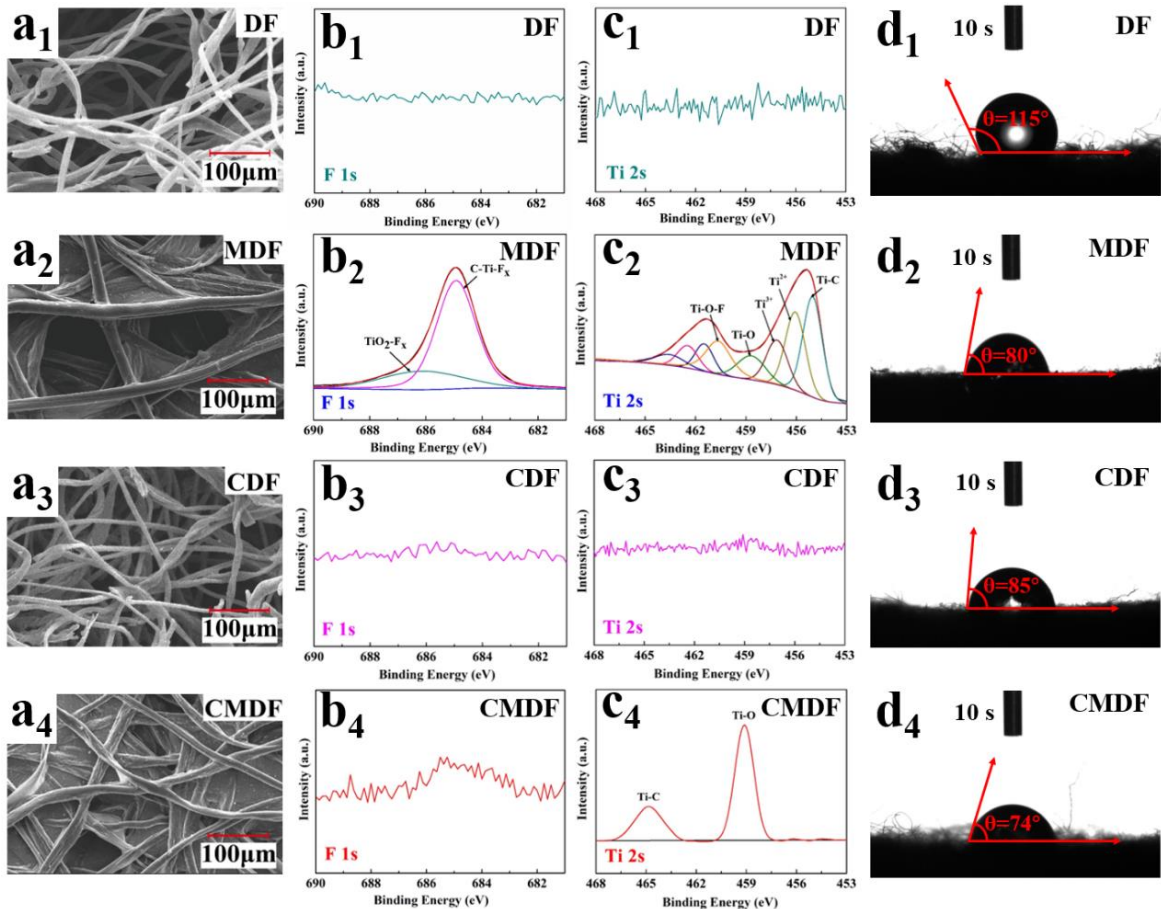 a1
DF
100μm
b1
DF
Intensity (a.u.)
F 1s
690 688 686 684 682
Binding Energy (eV)
c1
DF
Intensity (a.u.)
Ti 2s
468 465 462 459 456 453
Binding Energy (eV)
d1
10 s
DF
θ=115°
a2
MDF
100μm
b2
MDF
C-Ti-Fx
TiO2-Fx
Intensity (a.u.)
F 1s
690 688 686 684 682
Binding Energy (eV)
c2
MDF
Ti2+
Ti-C
Ti3+
Ti-O-F
Ti-O
Intensity (a.u.)
Ti 2s
468 465 462 459 456 453
Binding Energy (eV)
d2
10 s
MDF
θ=80°
a3
CDF
100μm
b3
CDF
Intensity (a.u.)
F 1s
690 688 686 684 682
Binding Energy (eV)
c3
CDF
Intensity (a.u.)
Ti 2s
468 465 462 459 456 453
Binding Energy (eV)
d3
10 s
CDF
θ=85°
a4
CMDF
100μm
b4
CMDF
Intensity (a.u.)
F 1s
690 688 686 684 682
Binding Energy (eV)
c4
CMDF
Ti-O
Ti-C
Intensity (a.u.)
Ti 2s
468 465 462 459 456 453
Binding Energy (eV)
d4
10 s
CMDF
θ=74°